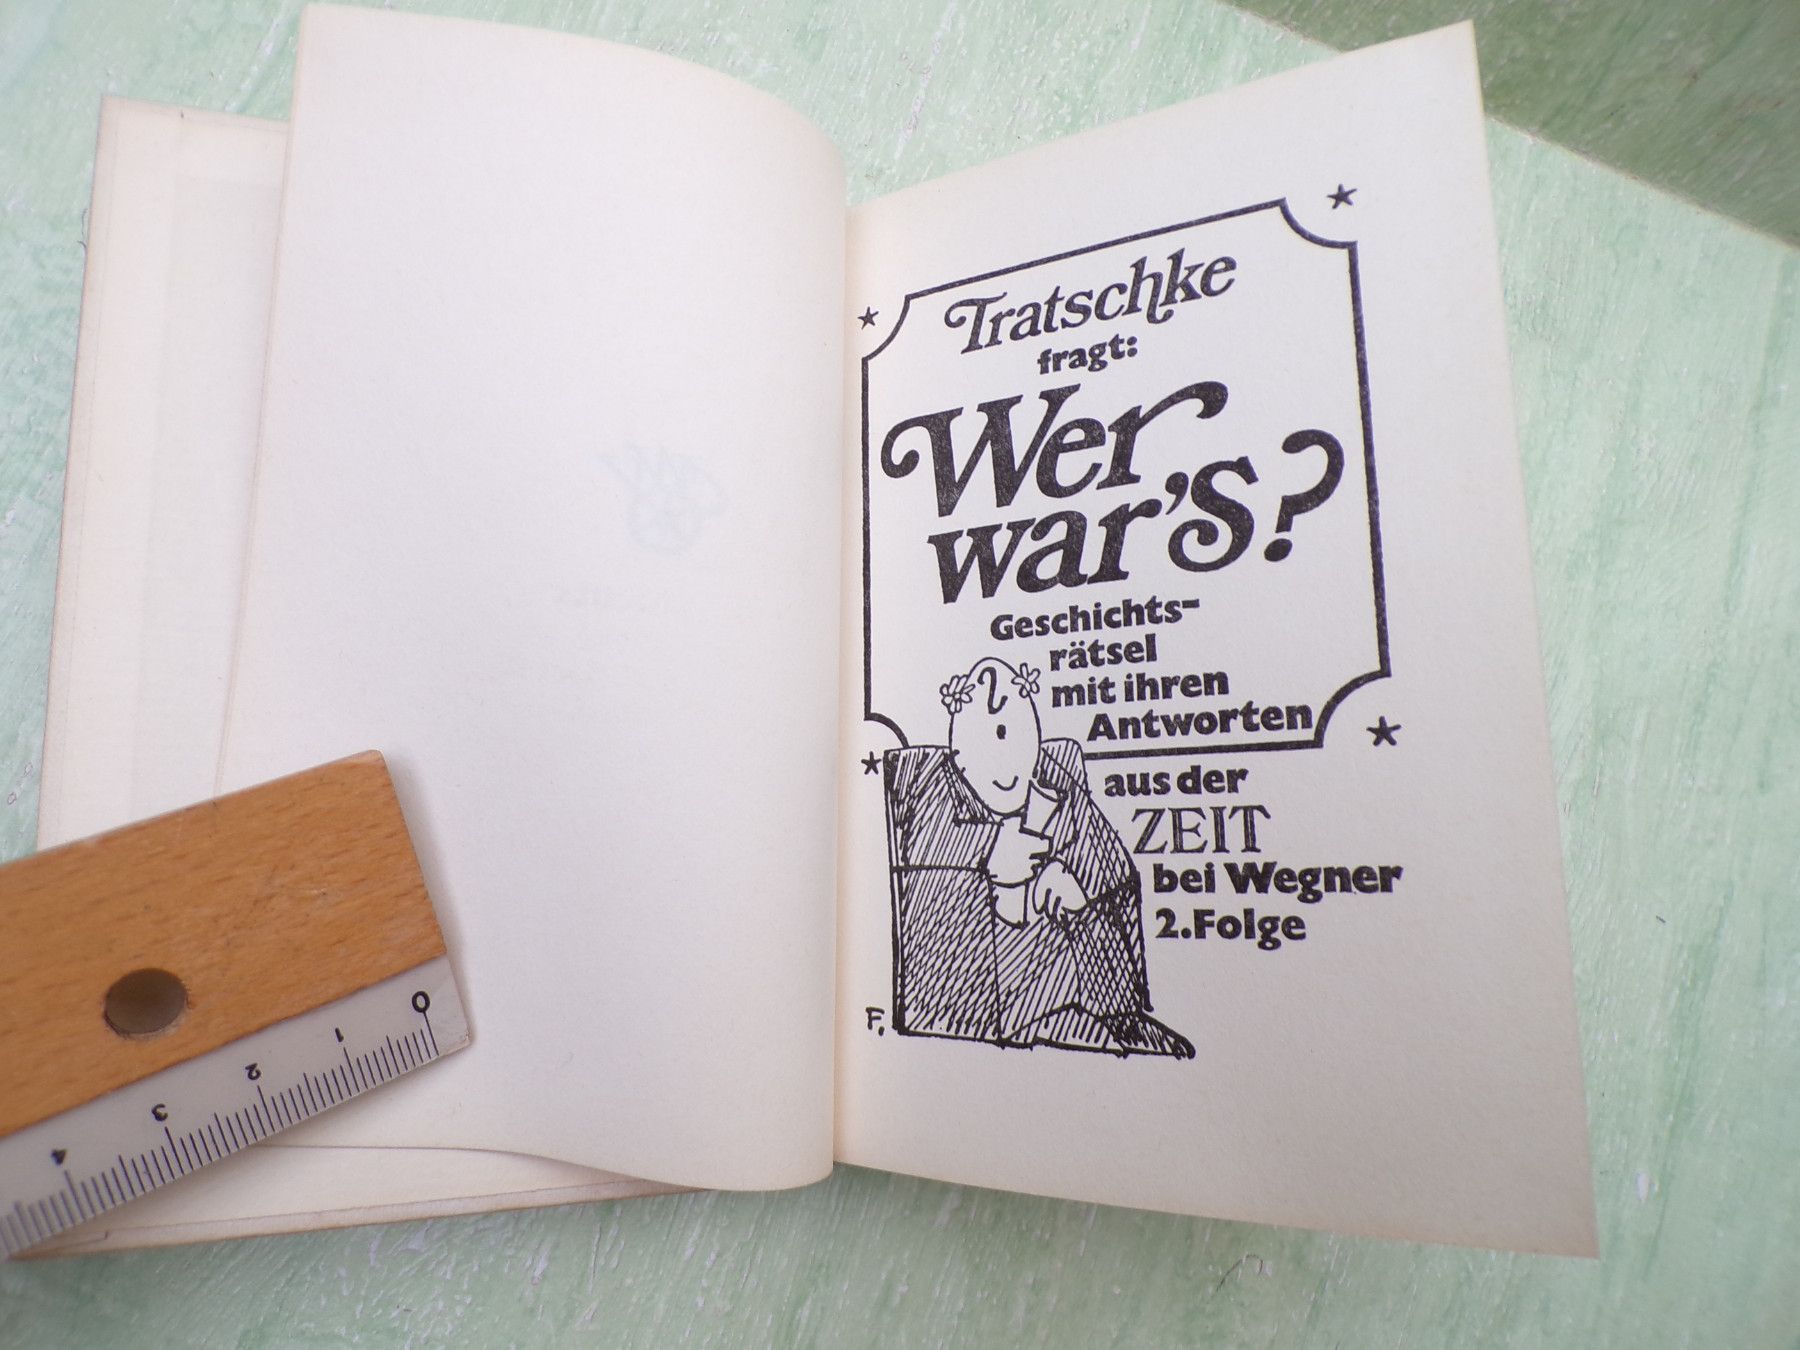 Tratschke
fragt:
Wer
war's?
Geschichts-
rätsel
mit ihren
Antworten
aus der
ZEIT
bei Wegner
2.Folge
F.
0
1
2
3
4